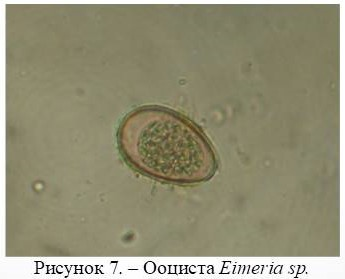 Рисунок 7. – Ооциста Eimeria sp.